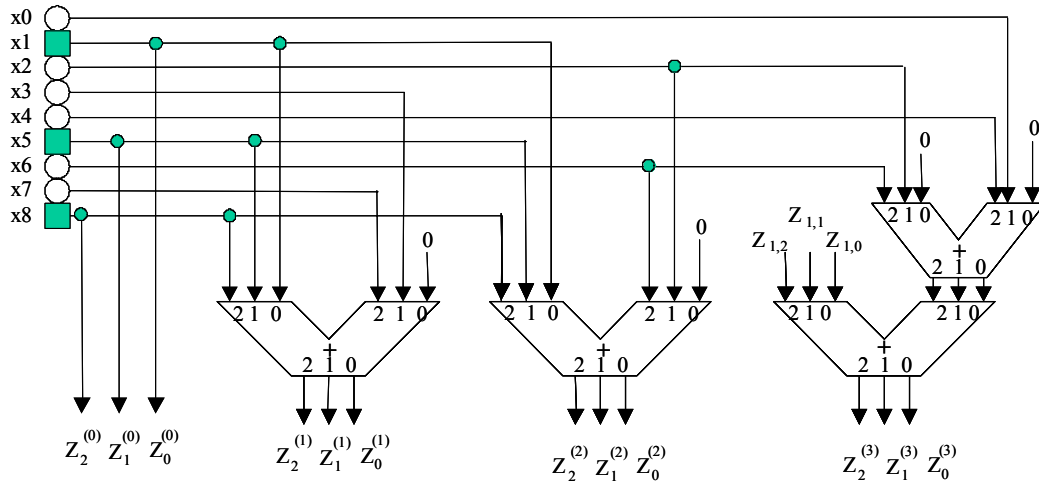 x0
x1
x2
x3
x4
x5
x6
x7
x8
0
0
2 1 0
2 1 0
+
2 1 0
Z1,2
Z1,1
Z1,0
0
0
2 1 0
2 1 0
2 1 0
2 1 0
2 1 0
2 1 0
+
+
+
2 1 0
2 1 0
2 1 0
Z2(0) Z1(0) Z0(0)
Z2(1) Z1(1) Z0(1)
Z2(2) Z1(2) Z0(2)
Z2(3) Z1(3) Z0(3)